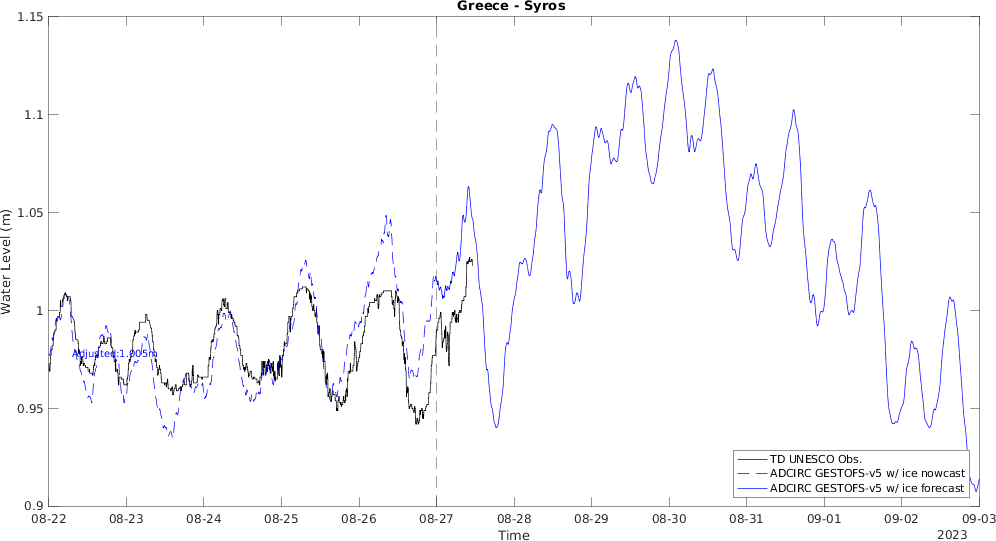 Greece - Syros
1.15
1.1
1.05
1
0.95
0.9
Water Level (m)
Adjusted:1.005m
TD UNESCO Obs.
ADCIRC GESTOFS-v5 w/ ice nowcast
ADCIRC GESTOFS-v5 w/ ice forecast
08-22 08-23 08-24 08-25 08-26 08-27 08-28 08-29 08-30 08-31 09-01 09-02 09-03
Time
2023